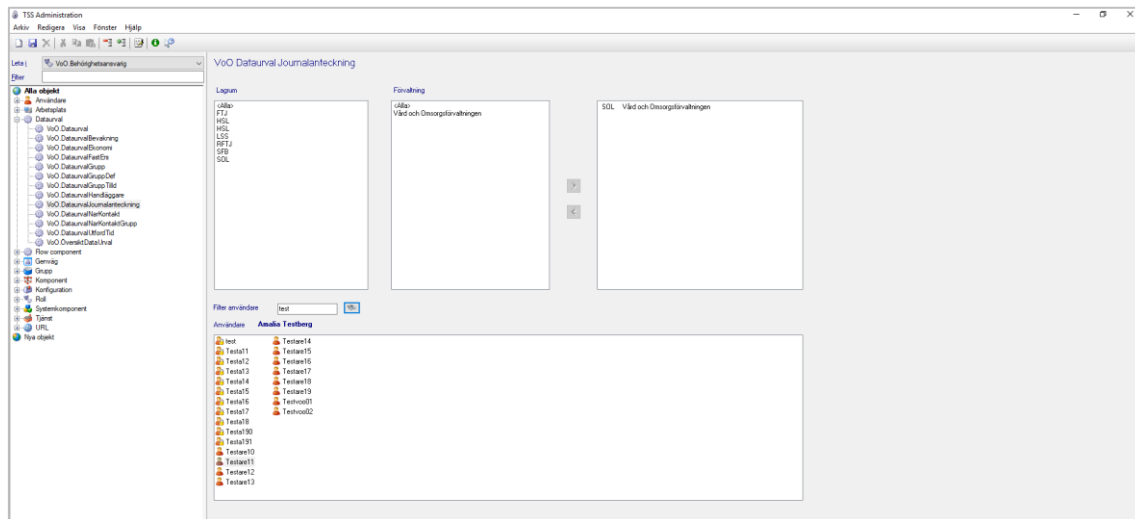 TSS Administration
Arkiv Redigera Visa Fönster Hjälp
Leta i VoO.Behörighetsansvarig
Filter
Alla objekt
Användare
Arbetsplats
Dataurval
VoO.Dataurval
VoO.DataurvalBevakning
VoO.DataurvalEkonomi
VoO.DataurvalFastErs
VoO.DataurvalGrupp
VoO.DataurvalGruppDef
VoO.DataurvalGruppTilld
VoO.DataurvalHandläggare
VoO.DataurvalJournalanteckning
VoO.DataurvalNarKontakt
VoO.DataurvalNarKontaktGrupp
VoO.DataurvalUtfordTid
VoO.OversiktDataUrval
Flow component
Genväg
Grupp
Komponent
Konfiguration
Roll
Systemkomponent
Tjänst
URL
Nya objekt
VoO Dataurval Journalanteckning
Lagrum
<Alla>
FTJ
HSL
HSL
LSS
RFTJ
SFB
SOL
Förvaltning
<Alla>
Vård och Omsorgsförvaltningen
>
<
SOL Vård och Omsorgsförvaltningen
Filter användare test
Användare Amalia Testberg
test
Testa11
Testa12
Testa13
Testa14
Testa15
Testa16
Testa17
Testa18
Testa190
Testa191
Testare10
Testare11
Testare12
Testare13
Testare14
Testare15
Testare16
Testare17
Testare18
Testare19
Testvoo01
Testvoo02